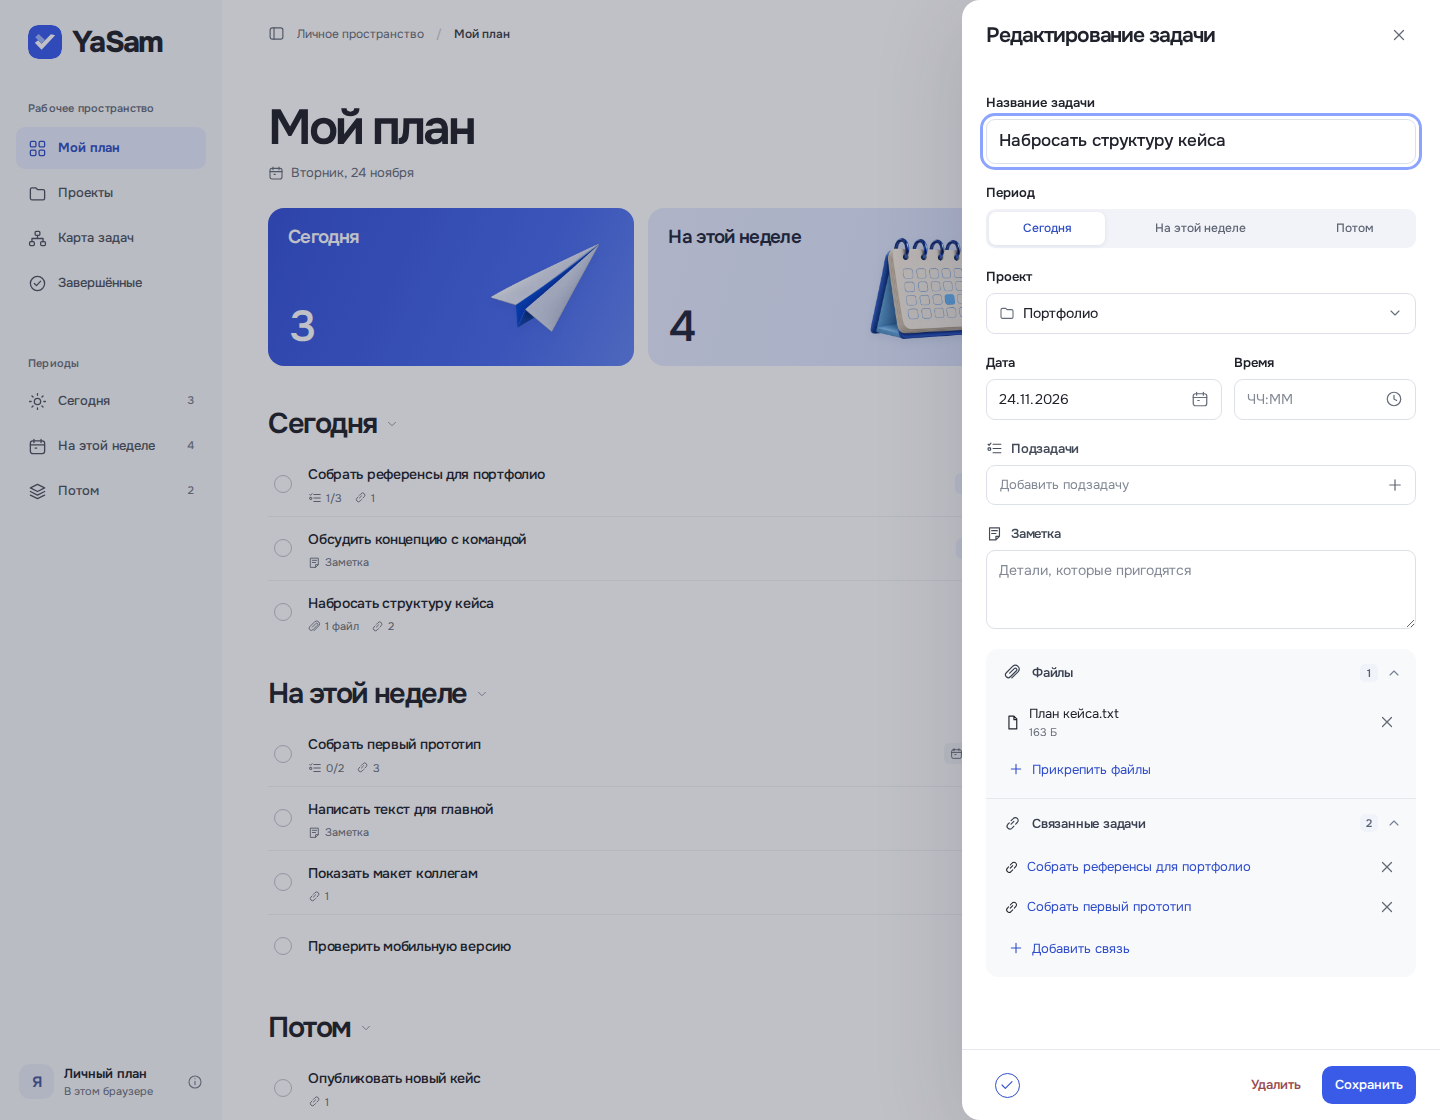 YaSam
Рабочее пространство
Мой план
Проекты
Карта задач
Завершённые
Периоды
Сегодня 3
На этой неделе 4
Потом 2
Я
Личный план
В этом браузере
Личное пространство / Мой план
Мой план
Вторник, 24 ноября
Сегодня
3
На этой неделе
4
Сегодня
Собрать референсы для портфолио
1/3 1
Обсудить концепцию с командой
Заметка
Набросать структуру кейса
1 файл 2
На этой неделе
Собрать первый прототип
0/2 3
Написать текст для главной
Заметка
Показать макет коллегам
1
Проверить мобильную версию
Потом
Опубликовать новый кейс
1
Редактирование задачи
Название задачи
Набросать структуру кейса
Период
Сегодня На этой неделе Потом
Проект
Портфолио
Дата Время
24.11.2026 ЧЧ:ММ
Подзадачи
Добавить подзадачу
Заметка
Детали, которые пригодятся
Файлы 1
План кейса.txt
163 Б
Прикрепить файлы
Связанные задачи 2
Собрать референсы для портфолио
Собрать первый прототип
Добавить связь
Удалить Сохранить